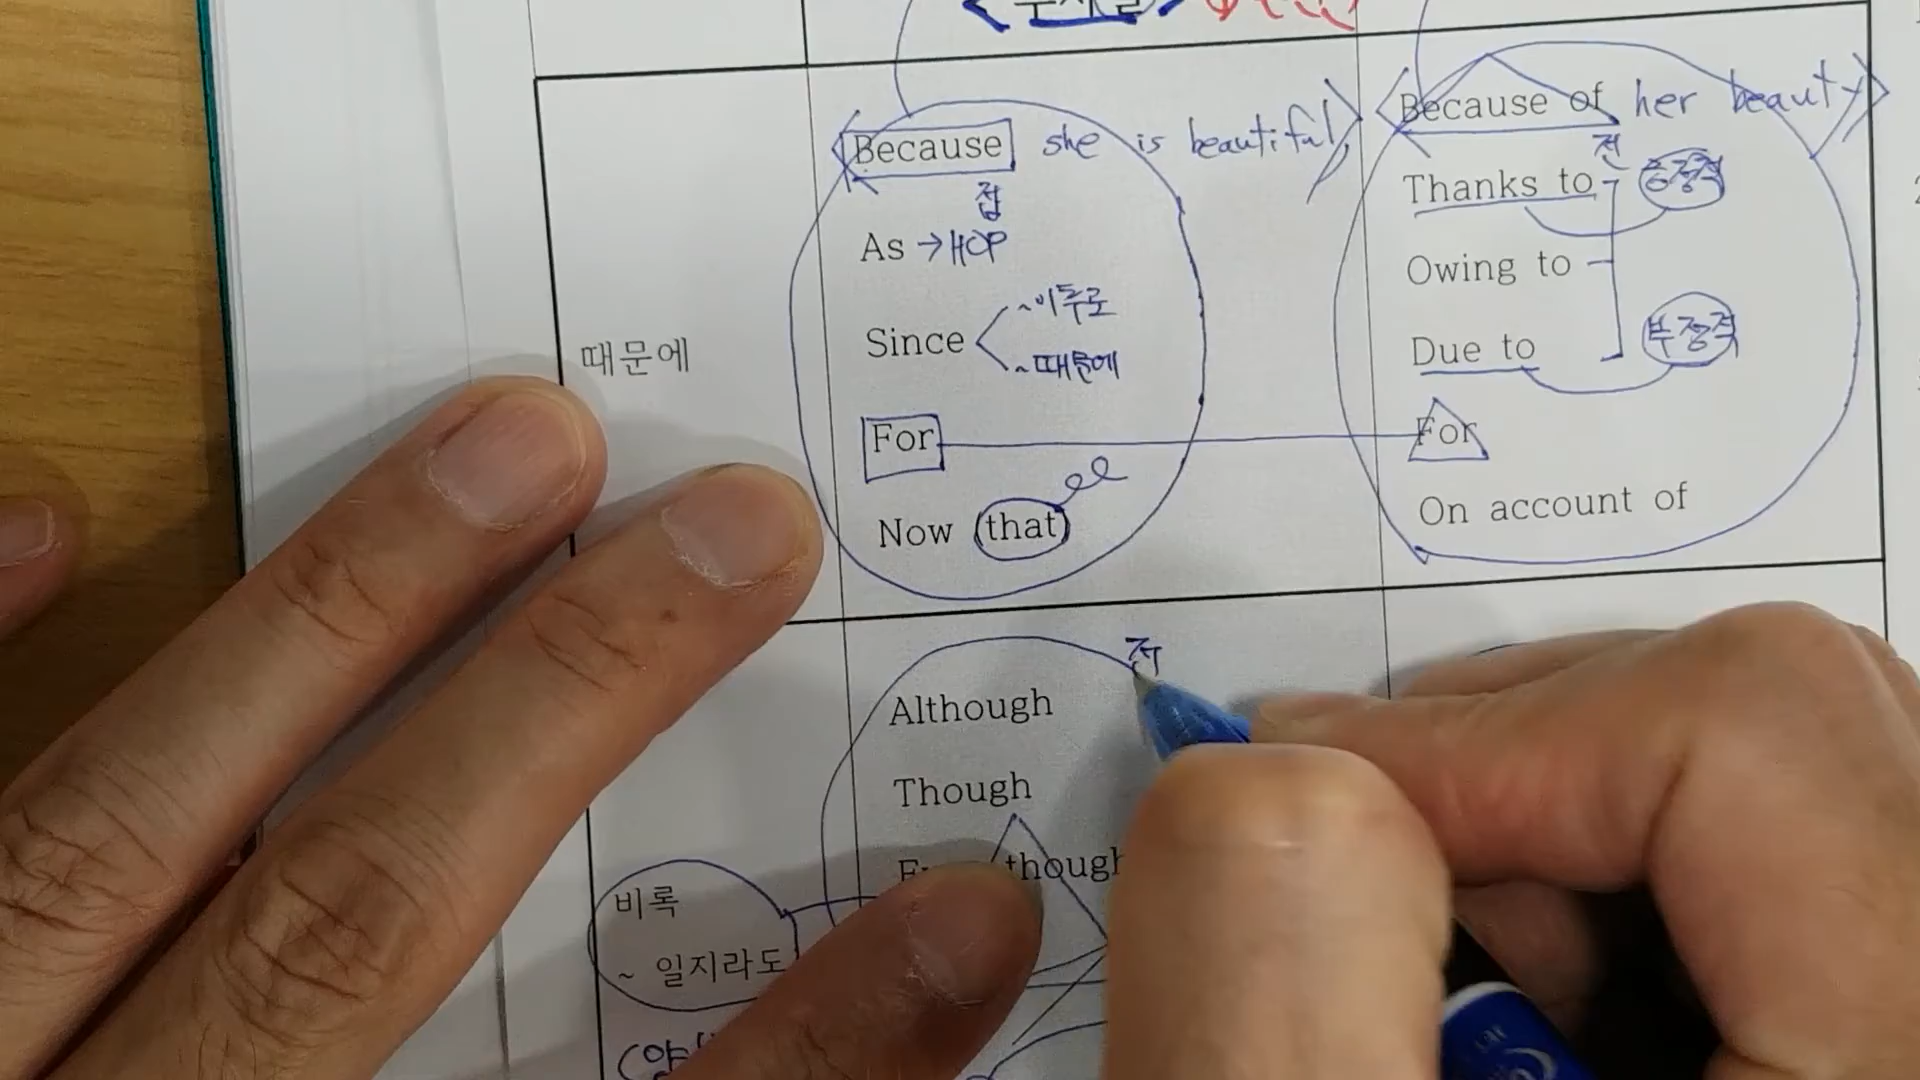 Because she is beautiful,
접
As → HOP
Since ~이후로
~때문에
For
Now that
때문에
Because of her beauty
전
Thanks to 긍정적
Owing to
Due to 부정적
For
On account of
Although
Though
though
비록
~ 일지라도